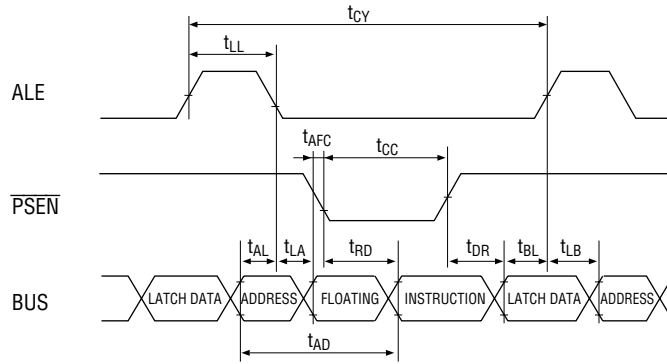 tCY
tLL
ALE
tAFC
tCC
PSEN
tAL tLA tRD tDR tBL tLB
BUS LATCH DATA ADDRESS FLOATING INSTRUCTION LATCH DATA ADDRESS
tAD